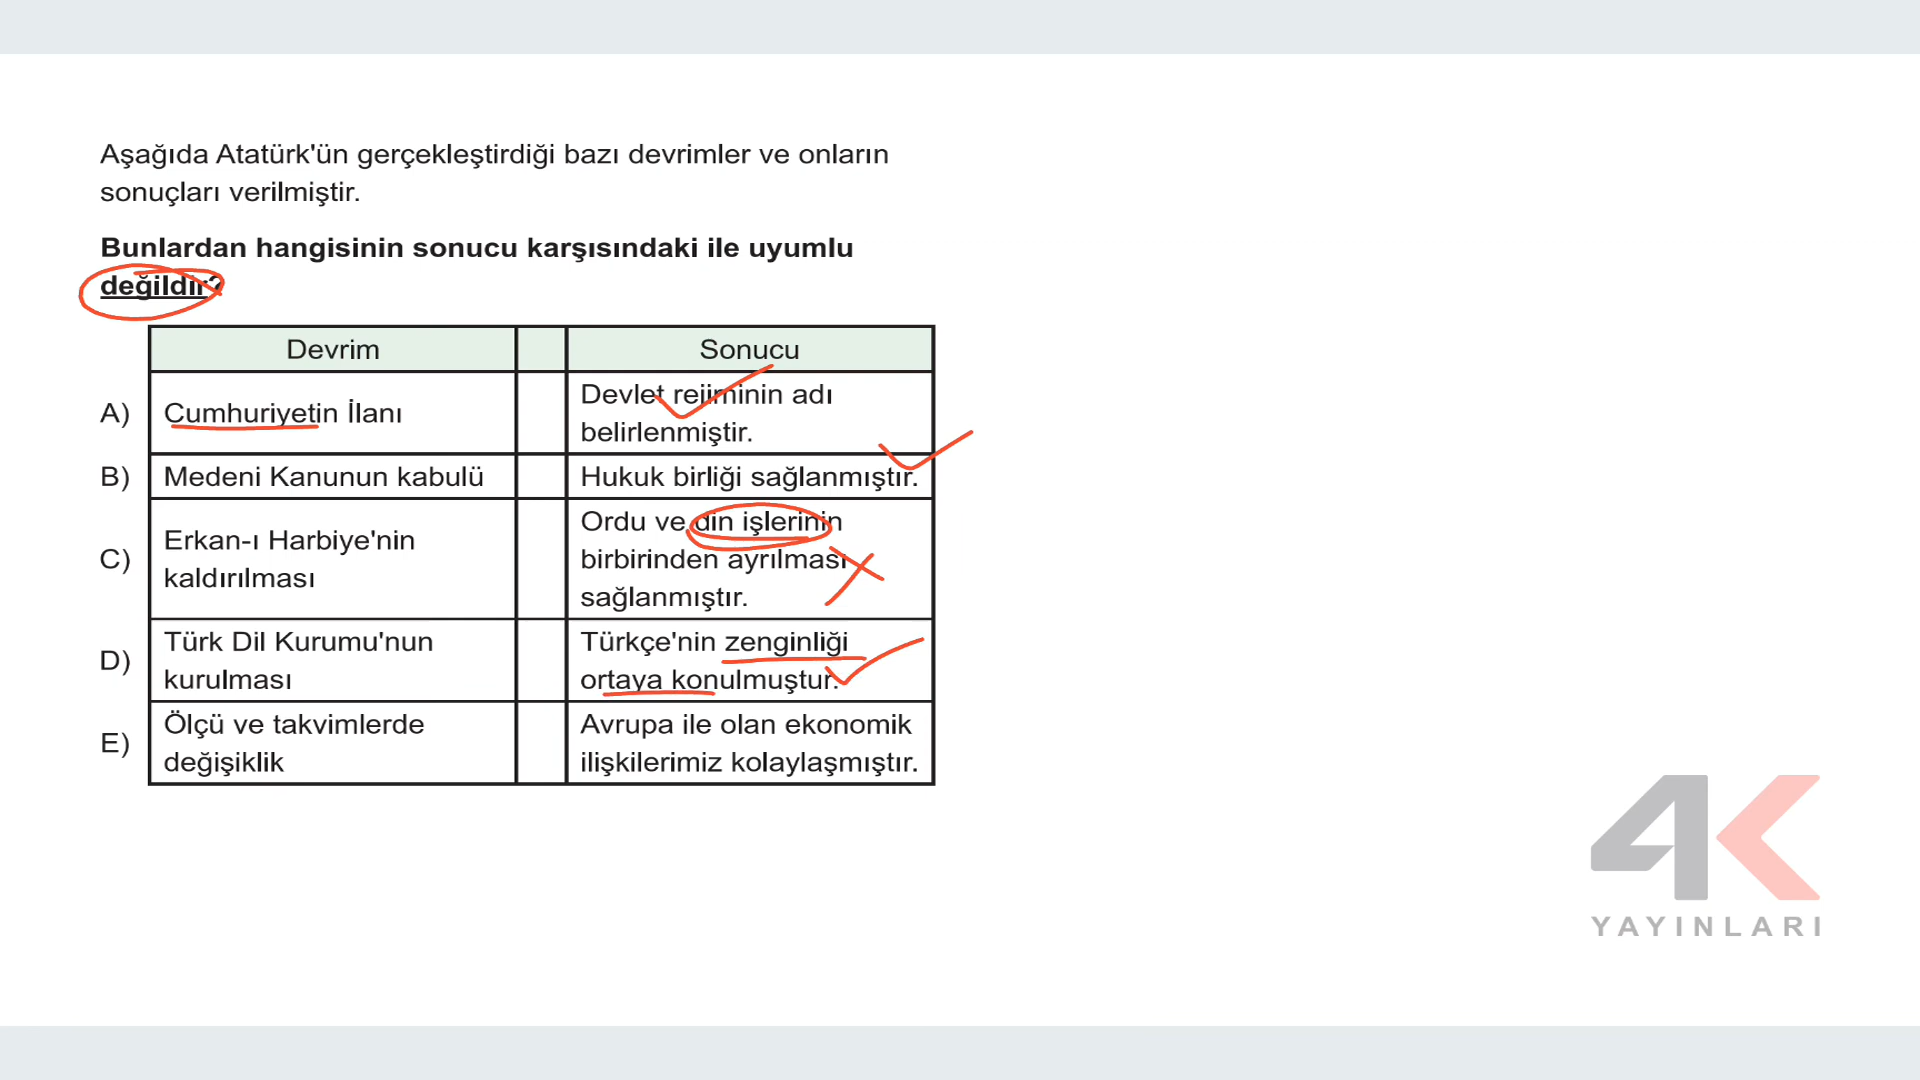 Aşağıda Atatürk'ün gerçekleştirdiği bazı devrimler ve onların
sonuçları verilmiştir.
Bunlardan hangisinin sonucu karşısındaki ile uyumlu
değildir?
Devrim
Sonucu
A)
Cumhuriyetin İlanı
Devlet rejiminin adı
belirlenmiştir.
B)
Medeni Kanunun kabulü
Hukuk birliği sağlanmıştır.
C)
Erkan-ı Harbiye'nin
kaldırılması
Ordu ve din işlerinin
birbirinden ayrılması
sağlanmıştır.
D)
Türk Dil Kurumu'nun
kurulması
Türkçe'nin zenginliği
ortaya konulmuştur.
E)
Ölçü ve takvimlerde
değişiklik
Avrupa ile olan ekonomik
ilişkilerimiz kolaylaşmıştır.
4K
YAYINLARI